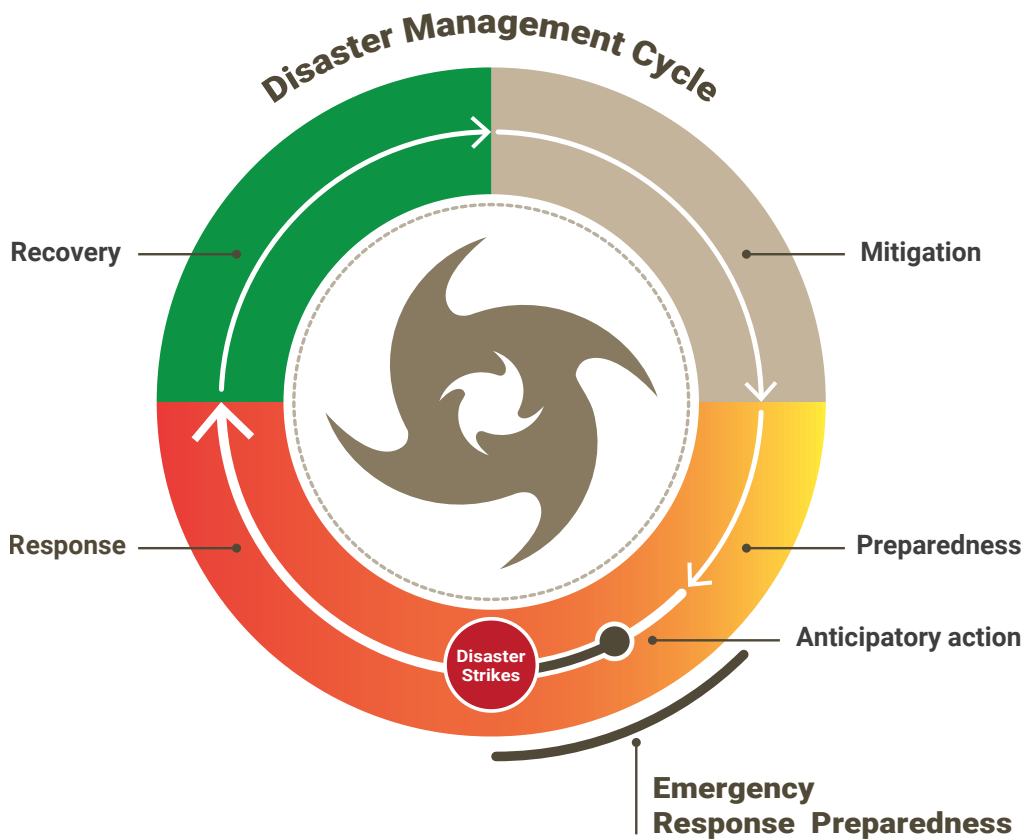 Disaster Management Cycle
Recovery
Mitigation
Response
Preparedness
Anticipatory action
Disaster
Strikes
Emergency
Response Preparedness